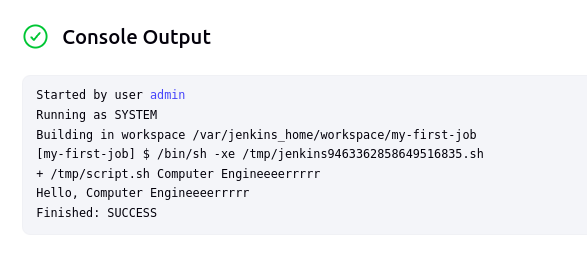 Console Output
Started by user admin
Running as SYSTEM
Building in workspace /var/jenkins_home/workspace/my-first-job
[my-first-job] $ /bin/sh -xe /tmp/jenkins9463362858649516835.sh
+ /tmp/script.sh Computer Engineeeerrrrr
Hello, Computer Engineeeerrrrr
Finished: SUCCESS